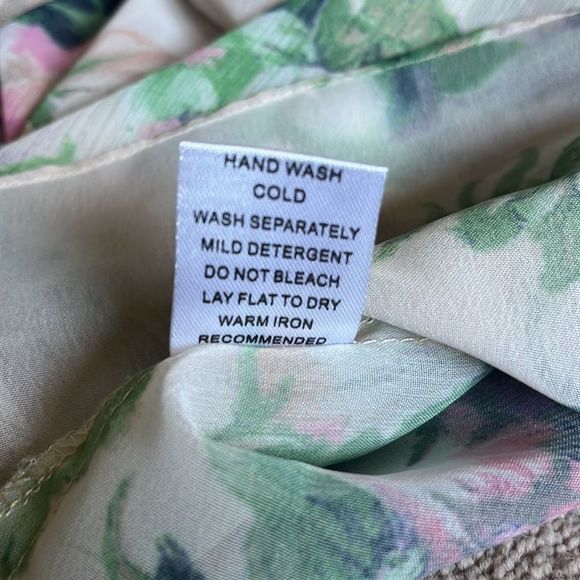 HAND WASH
COLD
WASH SEPARATELY
MILD DETERGENT
DO NOT BLEACH
LAY FLAT TO DRY
WARM IRON
RECOMMENDED